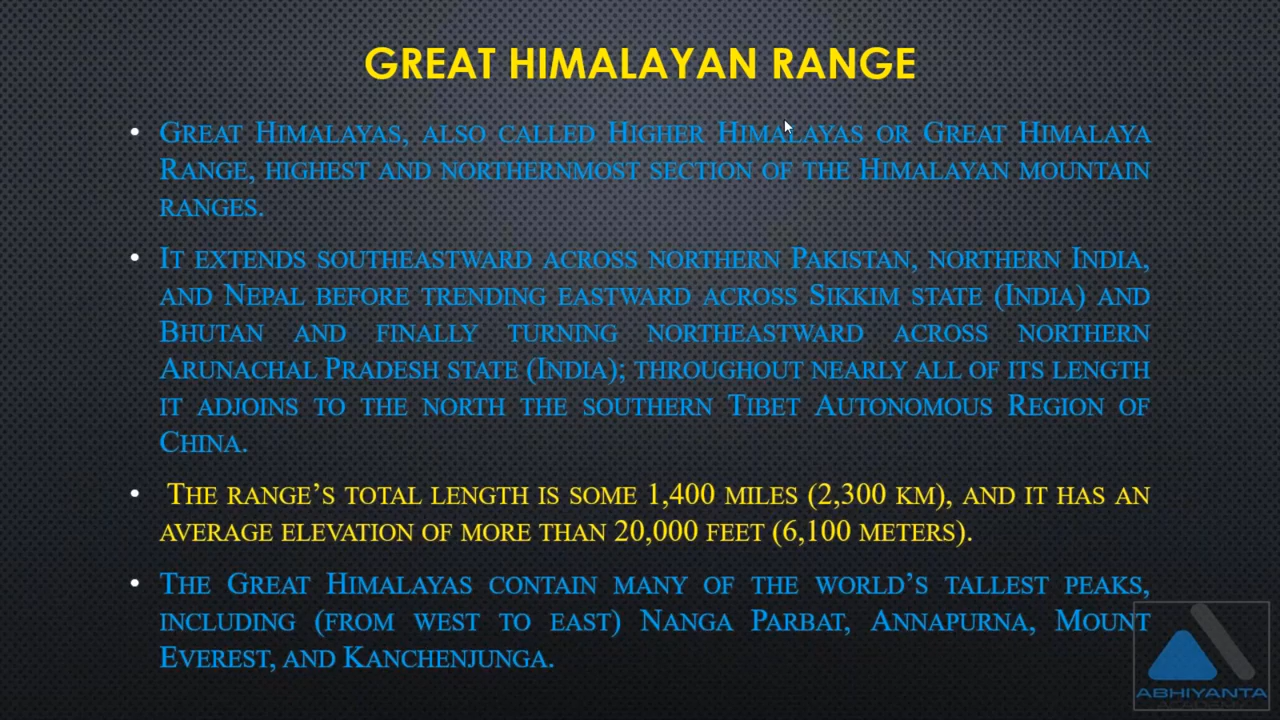 GREAT HIMALAYAN RANGE
• GREAT HIMALAYAS, ALSO CALLED HIGHER HIMALAYAS OR GREAT HIMALAYA
RANGE, HIGHEST AND NORTHERNMOST SECTION OF THE HIMALAYAN MOUNTAIN
RANGES.
• IT EXTENDS SOUTHEASTWARD ACROSS NORTHERN PAKISTAN, NORTHERN INDIA,
AND NEPAL BEFORE TRENDING EASTWARD ACROSS SIKKIM STATE (INDIA) AND
BHUTAN AND FINALLY TURNING NORTHEASTWARD ACROSS NORTHERN
ARUNACHAL PRADESH STATE (INDIA); THROUGHOUT NEARLY ALL OF ITS LENGTH
IT ADJOINS TO THE NORTH THE SOUTHERN TIBET AUTONOMOUS REGION OF
CHINA.
• THE RANGE’S TOTAL LENGTH IS SOME 1,400 MILES (2,300 KM), AND IT HAS AN
AVERAGE ELEVATION OF MORE THAN 20,000 FEET (6,100 METERS).
• THE GREAT HIMALAYAS CONTAIN MANY OF THE WORLD’S TALLEST PEAKS,
INCLUDING (FROM WEST TO EAST) NANGA PARBAT, ANNAPURNA, MOUNT
EVEREST, AND KANCHENJUNGA.
ABHIYANTA
ACADEMY